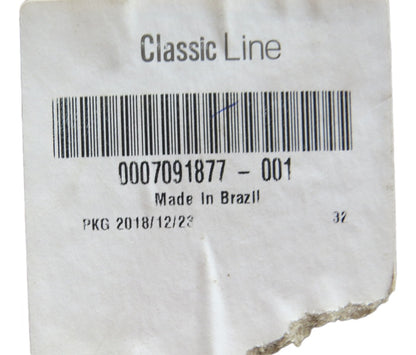 Classic Line
0007091877 - 001
Made In Brazil
PKG 2018/12/23 32